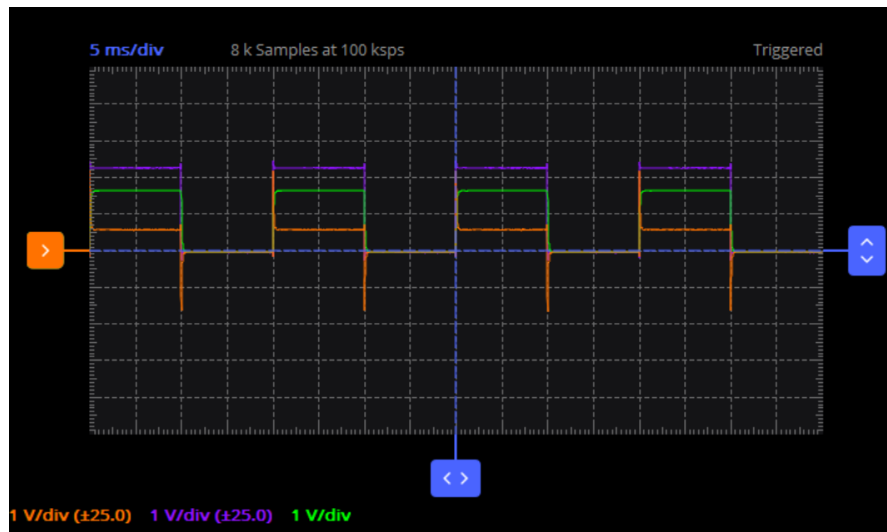 5 ms/div 8 k Samples at 100 ksps Triggered
1 V/div (±25.0) 1 V/div (±25.0) 1 V/div